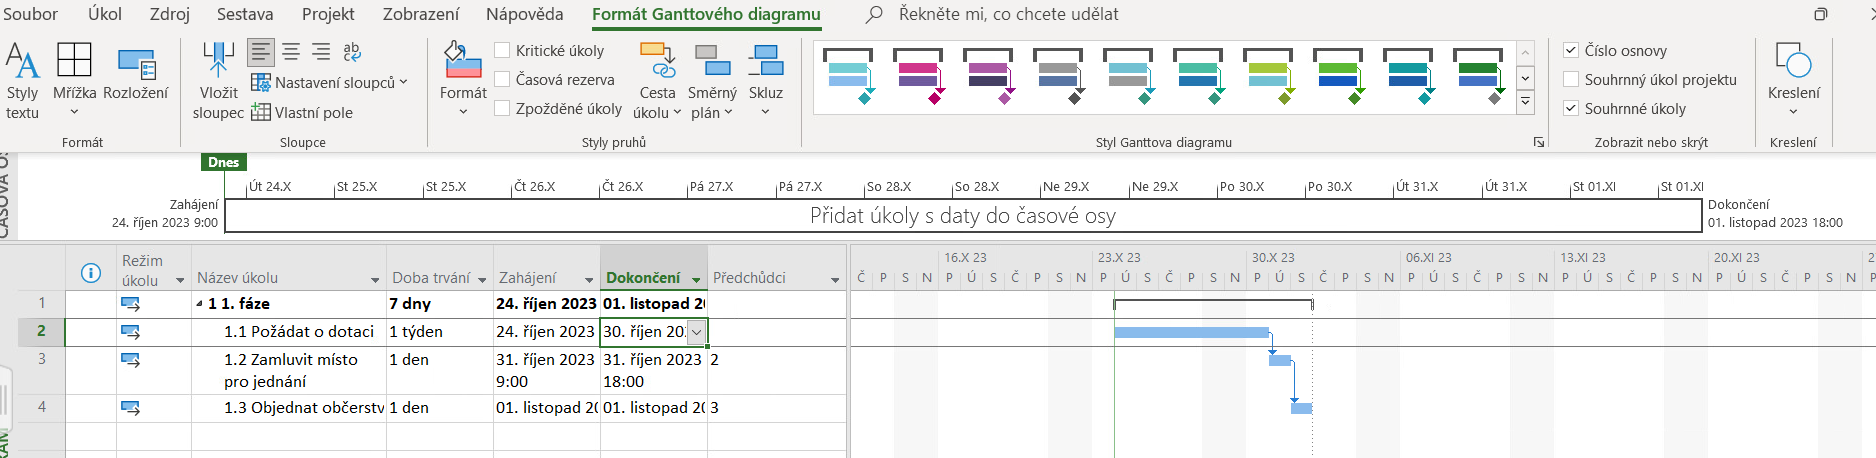 Soubor Úkol Zdroj Sestava Projekt Zobrazení Nápověda Formát Ganttového diagramu Řekněte mi, co chcete udělat
Styly textu
Mřížka
Rozložení
Formát
Vložit sloupec
Nastavení sloupců
Vlastní pole
Sloupce
Formát
Kritické úkoly
Časová rezerva
Zpožděné úkoly
Cesta úkolu
Směrný plán
Skluz
Styly pruhů
Styl Ganttova diagramu
Číslo osnovy
Souhrnný úkol projektu
Souhrnné úkoly
Zobrazit nebo skrýt
Kreslení
Kreslení
Dnes
Út 24.X St 25.X St 25.X Čt 26.X Čt 26.X Pá 27.X Pá 27.X So 28.X So 28.X Ne 29.X Ne 29.X Po 30.X Po 30.X Út 31.X Út 31.X St 01.XI St 01.XI
Zahájení
24. říjen 2023 9:00
Přidat úkoly s daty do časové osy
Dokončení
01. listopad 2023 18:00
Režim úkolu Název úkolu Doba trvání Zahájení Dokončení Předchůdci
16.X 23 23.X 23 30.X 23 06.XI 23 13.XI 23 20.XI 23
Č P S N P Ú S Č P S N P Ú S Č P S N P Ú S Č P S N P Ú S Č P S N P Ú S Č P S N P Ú S Č P S N P
1 1 1. fáze 7 dny 24. říjen 2023 01. listopad 20
2 1.1 Požádat o dotaci 1 týden 24. říjen 2023 30. říjen 20
3 1.2 Zamluvit místo 1 den 31. říjen 2023 31. říjen 2023 2
pro jednání 9:00 18:00
4 1.3 Objednat občerstv 1 den 01. listopad 20 01. listopad 20 3